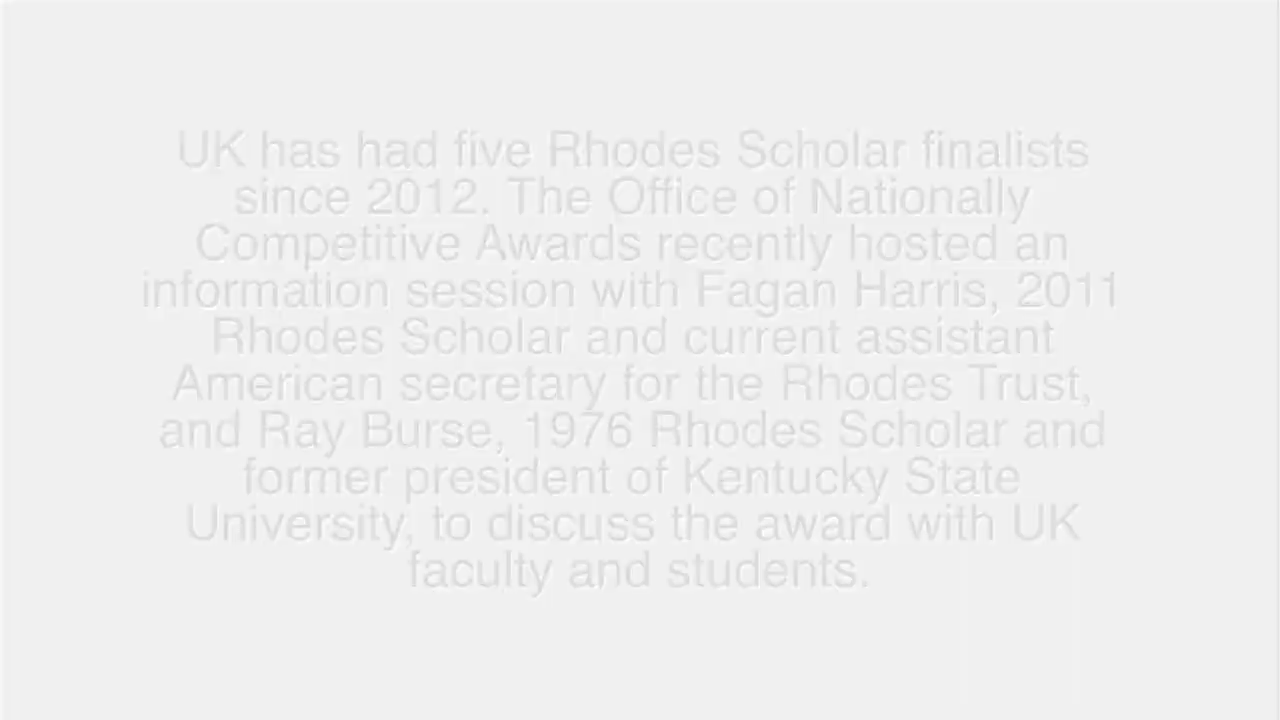 UK has had five Rhodes Scholar finalists
since 2012. The Office of Nationally
Competitive Awards recently hosted an
information session with Fagan Harris, 2011
Rhodes Scholar and current assistant
American secretary for the Rhodes Trust,
and Ray Burse, 1976 Rhodes Scholar and
former president of Kentucky State
University, to discuss the award with UK
faculty and students.